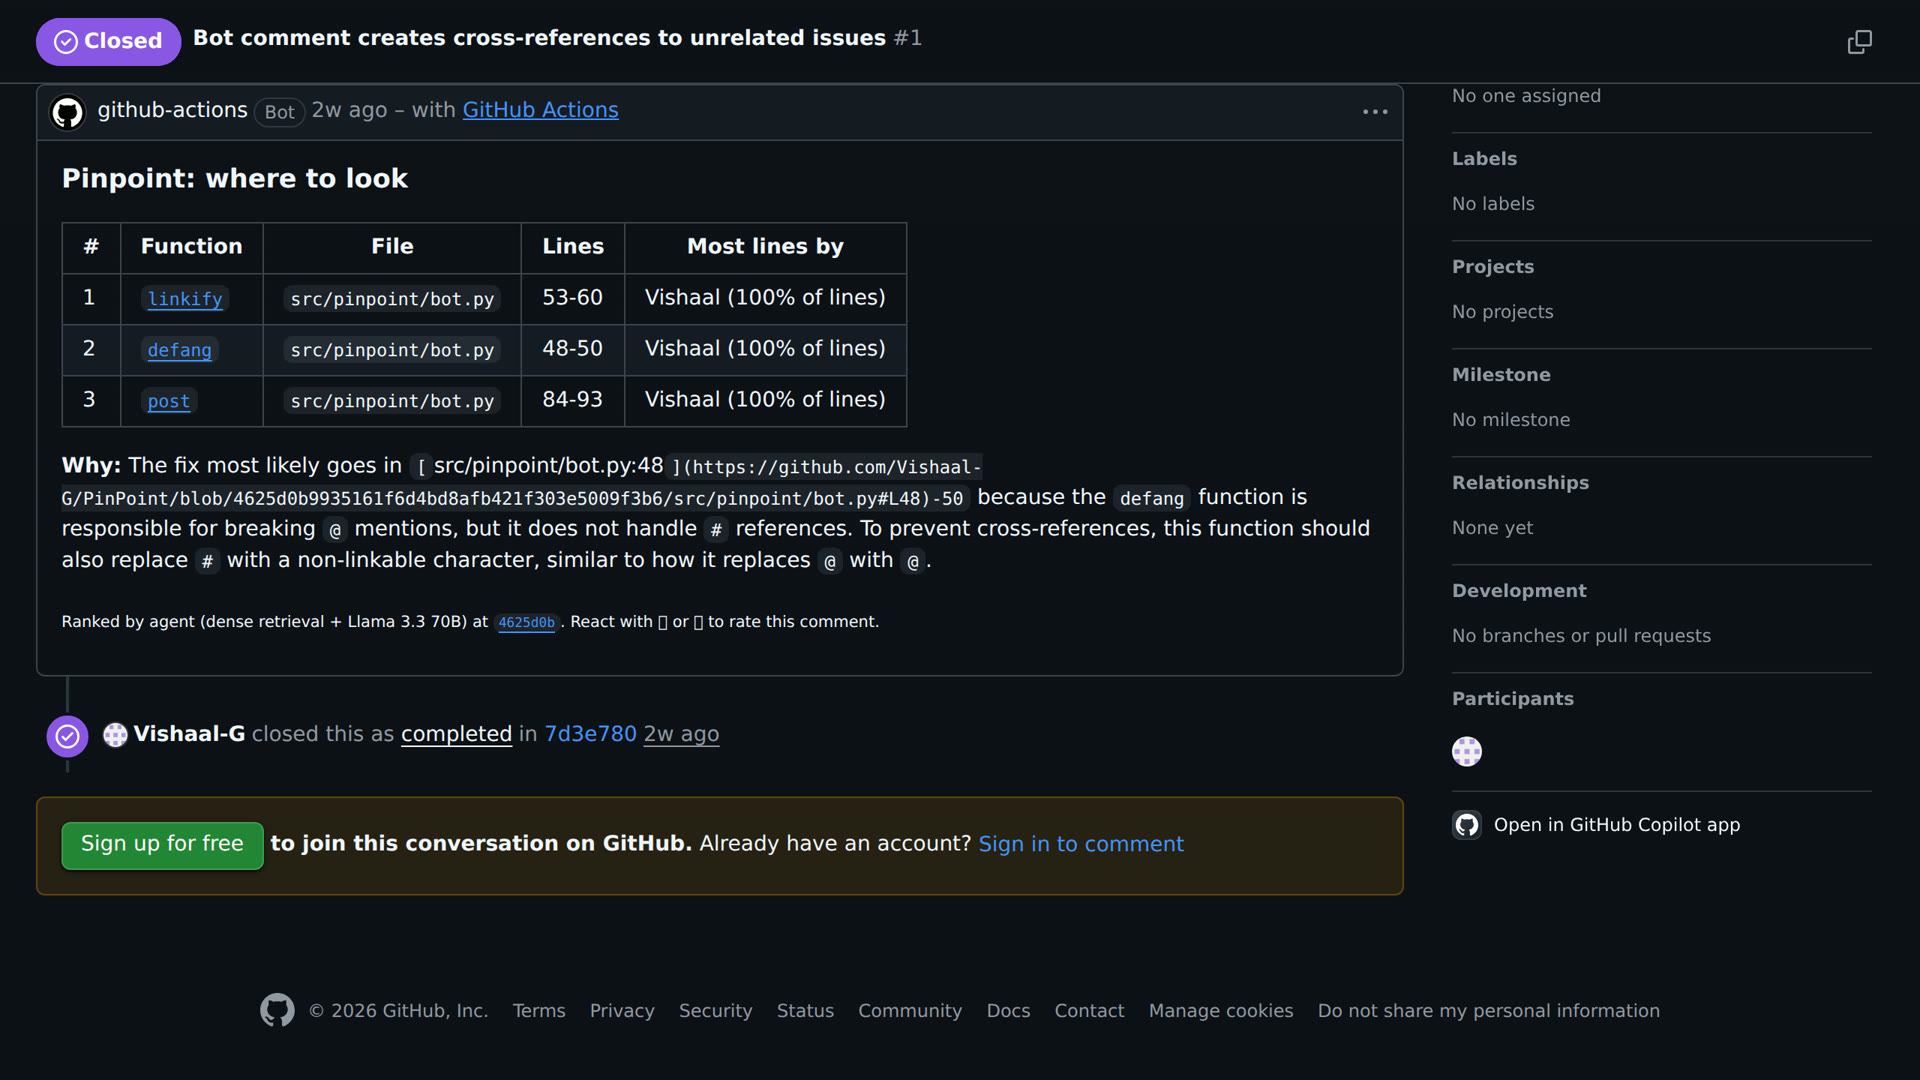 Closed Bot comment creates cross-references to unrelated issues #1
github-actions Bot 2w ago – with GitHub Actions
Pinpoint: where to look
# Function File Lines Most lines by
1 linkify src/pinpoint/bot.py 53-60 Vishaal (100% of lines)
2 defang src/pinpoint/bot.py 48-50 Vishaal (100% of lines)
3 post src/pinpoint/bot.py 84-93 Vishaal (100% of lines)
Why: The fix most likely goes in [src/pinpoint/bot.py:48](https://github.com/Vishaal-
G/PinPoint/blob/4625d0b9935161f6d4bd8afb421f303e5009f3b6/src/pinpoint/bot.py#L48)-50 because the defang function is
responsible for breaking @ mentions, but it does not handle # references. To prevent cross-references, this function should
also replace # with a non-linkable character, similar to how it replaces @ with @.
Ranked by agent (dense retrieval + Llama 3.3 70B) at 4625d0b. React with or to rate this comment.
Vishaal-G closed this as completed in 7d3e780 2w ago
Sign up for free to join this conversation on GitHub. Already have an account? Sign in to comment
No one assigned
Labels
No labels
Projects
No projects
Milestone
No milestone
Relationships
None yet
Development
No branches or pull requests
Participants
Open in GitHub Copilot app
© 2026 GitHub, Inc. Terms Privacy Security Status Community Docs Contact Manage cookies Do not share my personal information